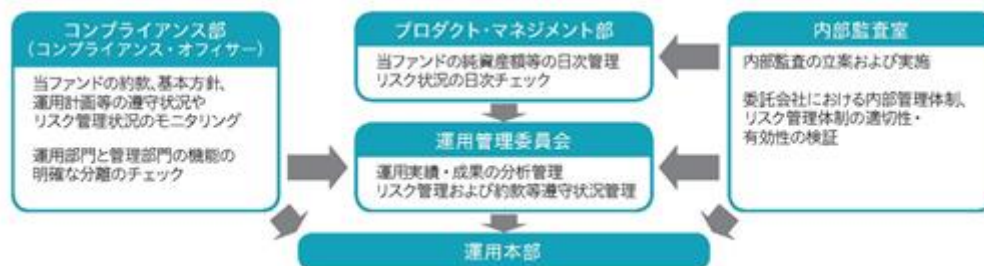 コンプライアンス部
（コンプライアンス・オフィサー）
当ファンドの約款、基本方針、
運用計画等の遵守状況や
リスク管理状況のモニタリング
運用部門と管理部門の機能の
明確な分離のチェック
プロダクト・マネジメント部
当ファンドの純資産額等の日次管理
リスク状況の日次チェック
運用管理委員会
運用実績・成果の分析管理
リスク管理および約款等遵守状況管理
内部監査室
内部監査の立案および実施
委託会社における内部管理体制、
リスク管理体制の適切性・
有効性の検証
運用本部